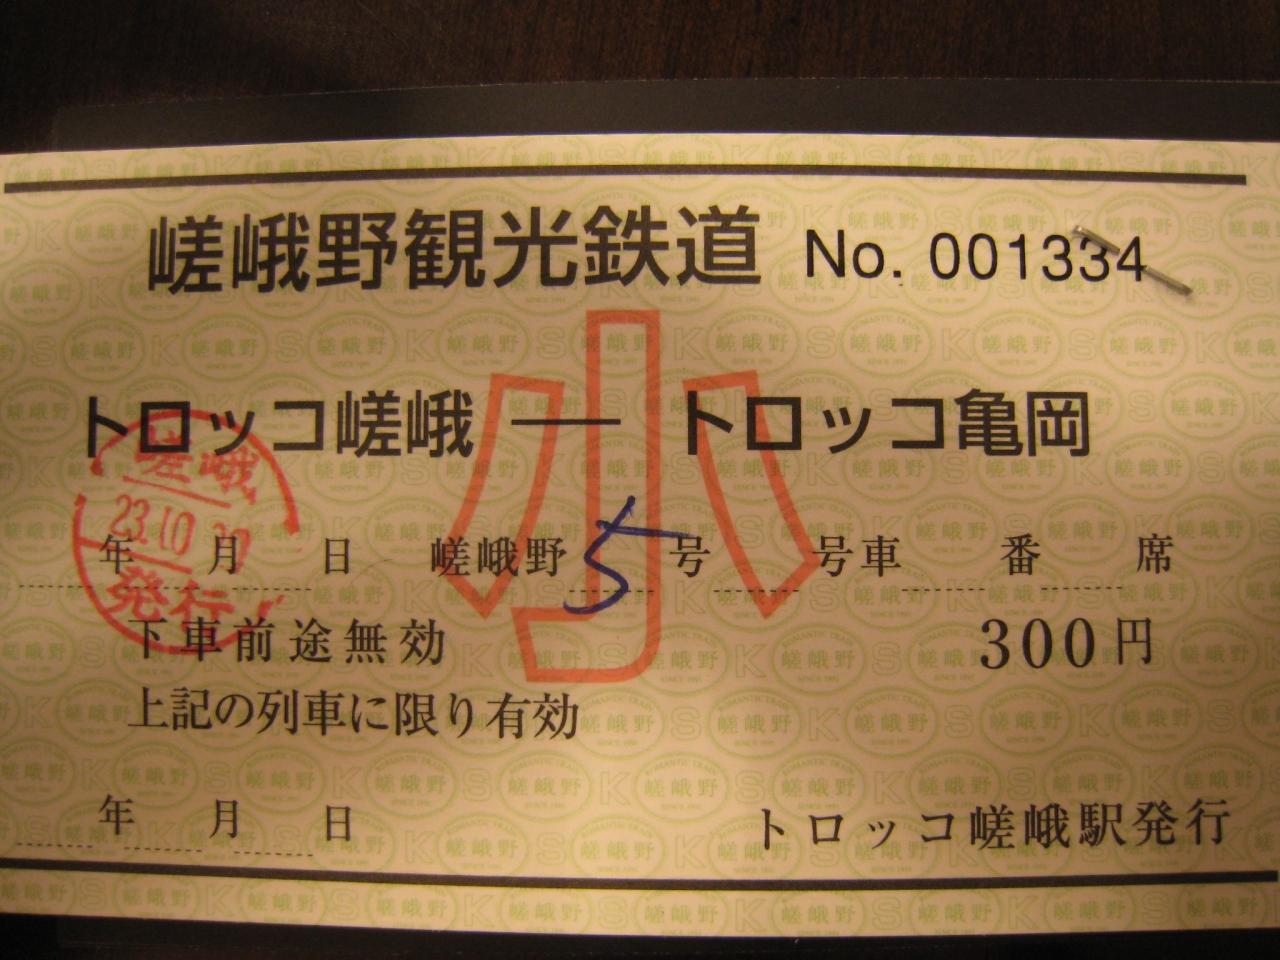 嵯峨野観光鉄道 No. 001334
小
トロッコ嵯峨 ― トロッコ亀岡
嵯峨
23.10.
発行
年 月 日 嵯峨野 5 号 号車 番 席
下車前途無効 300円
上記の列車に限り有効
年 月 日 トロッコ嵯峨駅発行